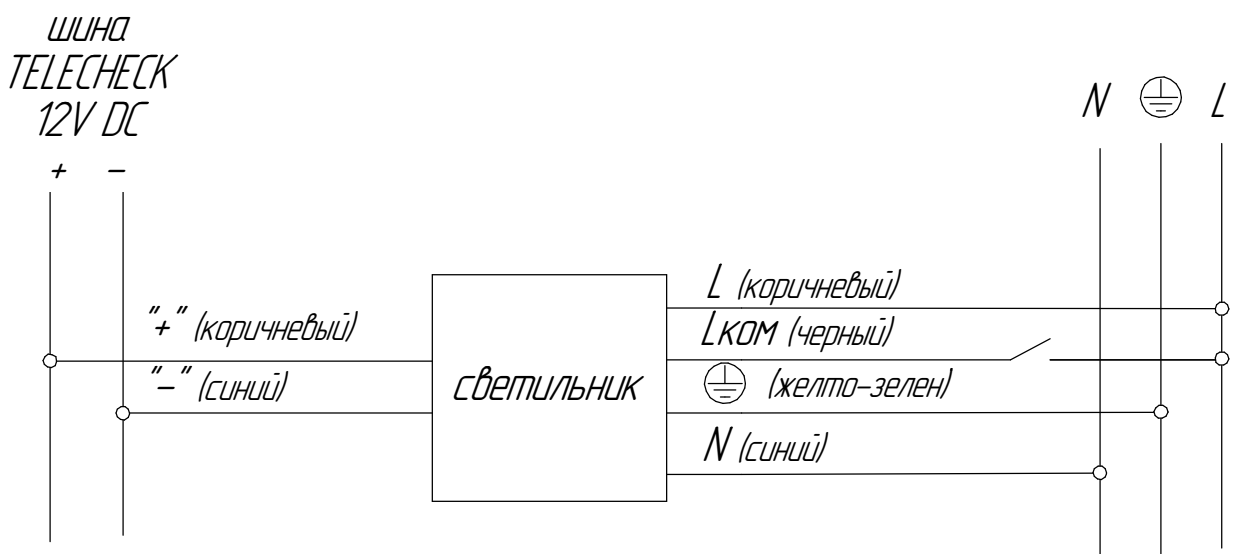 шина
TELECHECK
12V DC
+ −
N L
"+" (коричневый)
"−" (синий)
светильник
L (коричневый)
Lком (черный)
(желто-зелен)
N (синий)